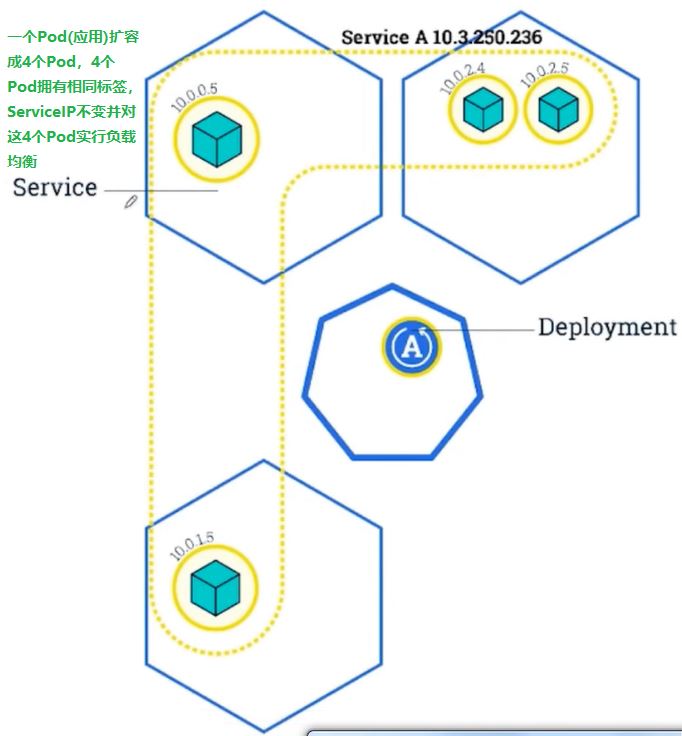 一个Pod(应用)扩容
成4个Pod，4个
Pod拥有相同标签，
ServiceIP不变并对
这4个Pod实行负载
均衡
Service A 10.3.250.236
10.0.0.5
10.0.2.4
10.0.2.5
Service
A
Deployment
10.0.1.5